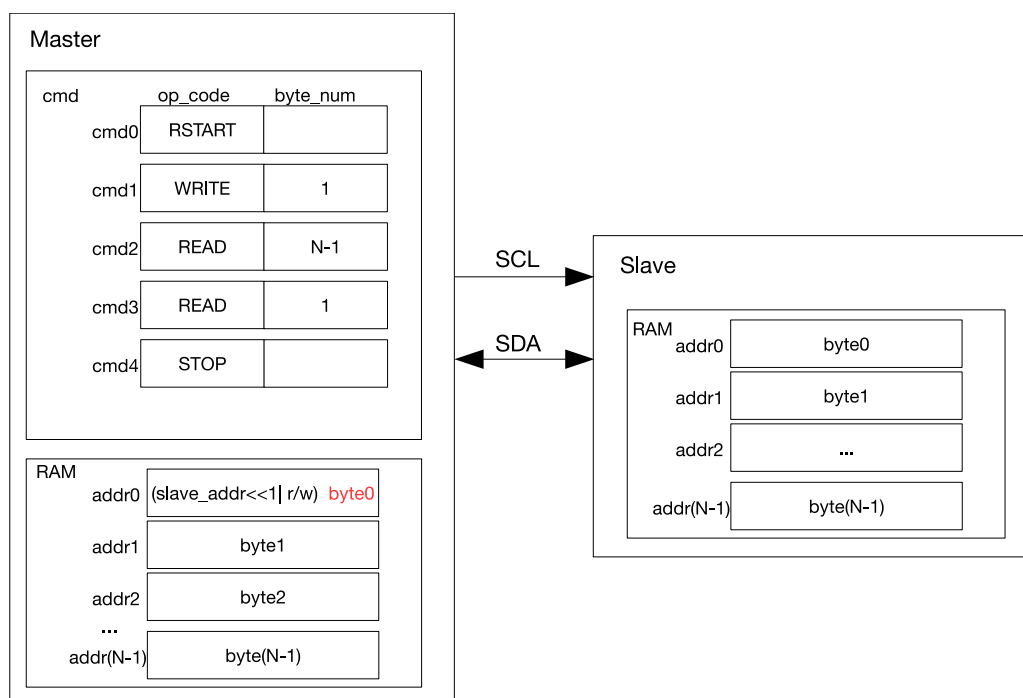 Master
cmd op_code byte_num
cmd0 RSTART
cmd1 WRITE 1
cmd2 READ N-1
cmd3 READ 1
cmd4 STOP
RAM
addr0 (slave_addr<<1| r/w) byte0
addr1 byte1
addr2 byte2
...
addr(N-1) byte(N-1)
SCL
SDA
Slave
RAM
addr0 byte0
addr1 byte1
addr2 ...
addr(N-1) byte(N-1)